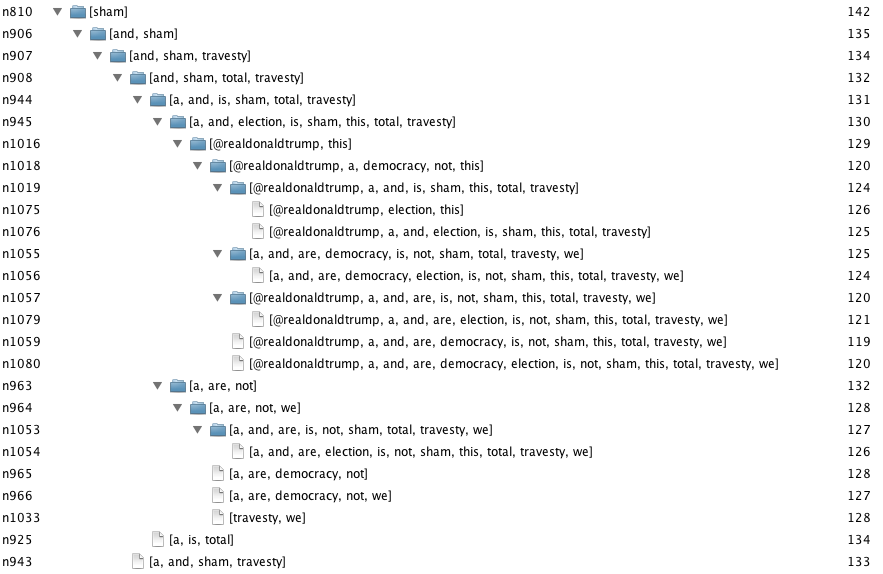 n810 [sham] 142
n906 [and, sham] 135
n907 [and, sham, travesty] 134
n908 [and, sham, total, travesty] 132
n944 [a, and, is, sham, total, travesty] 131
n945 [a, and, election, is, sham, this, total, travesty] 130
n1016 [@realdonaldtrump, this] 129
n1018 [@realdonaldtrump, a, democracy, not, this] 120
n1019 [@realdonaldtrump, a, and, is, sham, this, total, travesty] 124
n1075 [@realdonaldtrump, election, this] 126
n1076 [@realdonaldtrump, a, and, election, is, sham, this, total, travesty] 125
n1055 [a, and, are, democracy, is, not, sham, total, travesty, we] 125
n1056 [a, and, are, democracy, election, is, not, sham, this, total, travesty, we] 124
n1057 [@realdonaldtrump, a, and, are, is, not, sham, this, total, travesty, we] 120
n1079 [@realdonaldtrump, a, and, are, election, is, not, sham, this, total, travesty, we] 121
n1059 [@realdonaldtrump, a, and, are, democracy, is, not, sham, this, total, travesty, we] 119
n1080 [@realdonaldtrump, a, and, are, democracy, election, is, not, sham, this, total, travesty, we] 120
n963 [a, are, not] 132
n964 [a, are, not, we] 128
n1053 [a, and, are, is, not, sham, total, travesty, we] 127
n1054 [a, and, are, election, is, not, sham, this, total, travesty, we] 126
n965 [a, are, democracy, not] 128
n966 [a, are, democracy, not, we] 127
n1033 [travesty, we] 128
n925 [a, is, total] 134
n943 [a, and, sham, travesty] 133